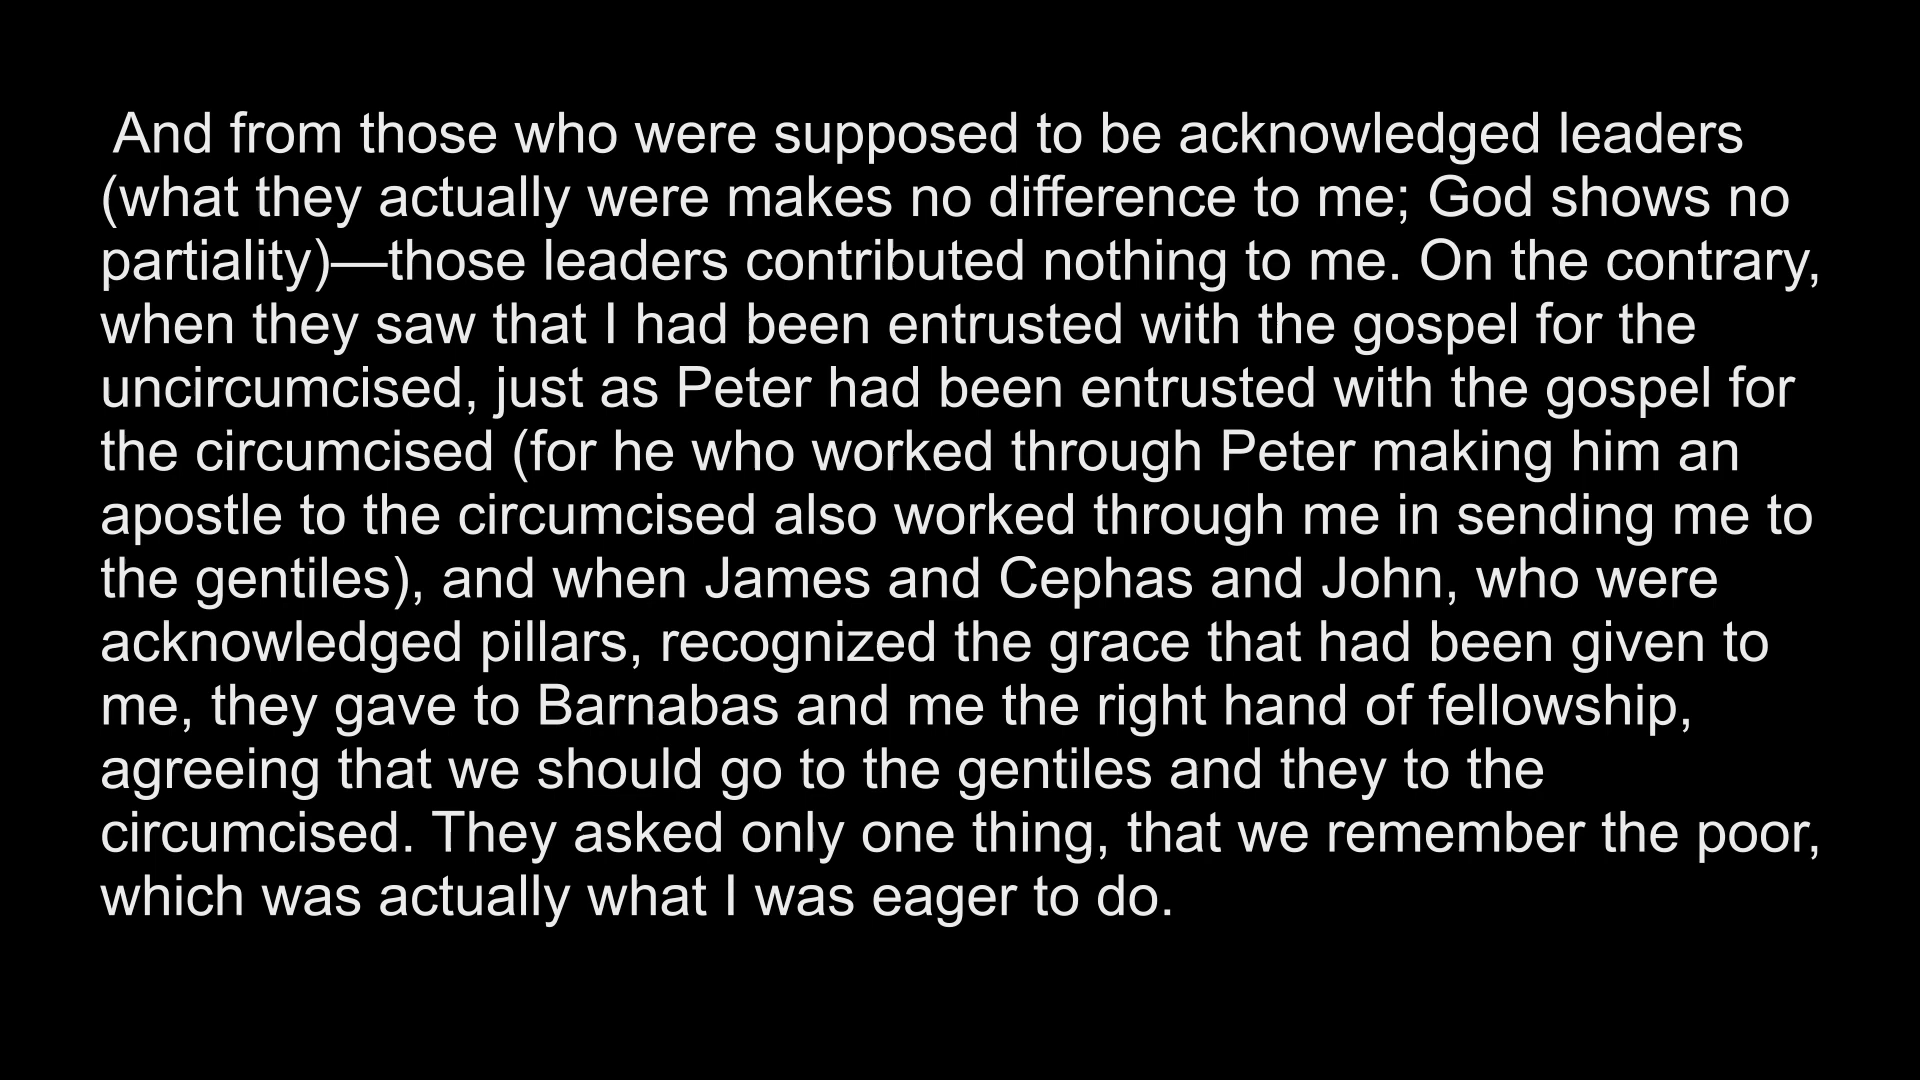 And from those who were supposed to be acknowledged leaders
(what they actually were makes no difference to me; God shows no
partiality)—those leaders contributed nothing to me. On the contrary,
when they saw that I had been entrusted with the gospel for the
uncircumcised, just as Peter had been entrusted with the gospel for
the circumcised (for he who worked through Peter making him an
apostle to the circumcised also worked through me in sending me to
the gentiles), and when James and Cephas and John, who were
acknowledged pillars, recognized the grace that had been given to
me, they gave to Barnabas and me the right hand of fellowship,
agreeing that we should go to the gentiles and they to the
circumcised. They asked only one thing, that we remember the poor,
which was actually what I was eager to do.